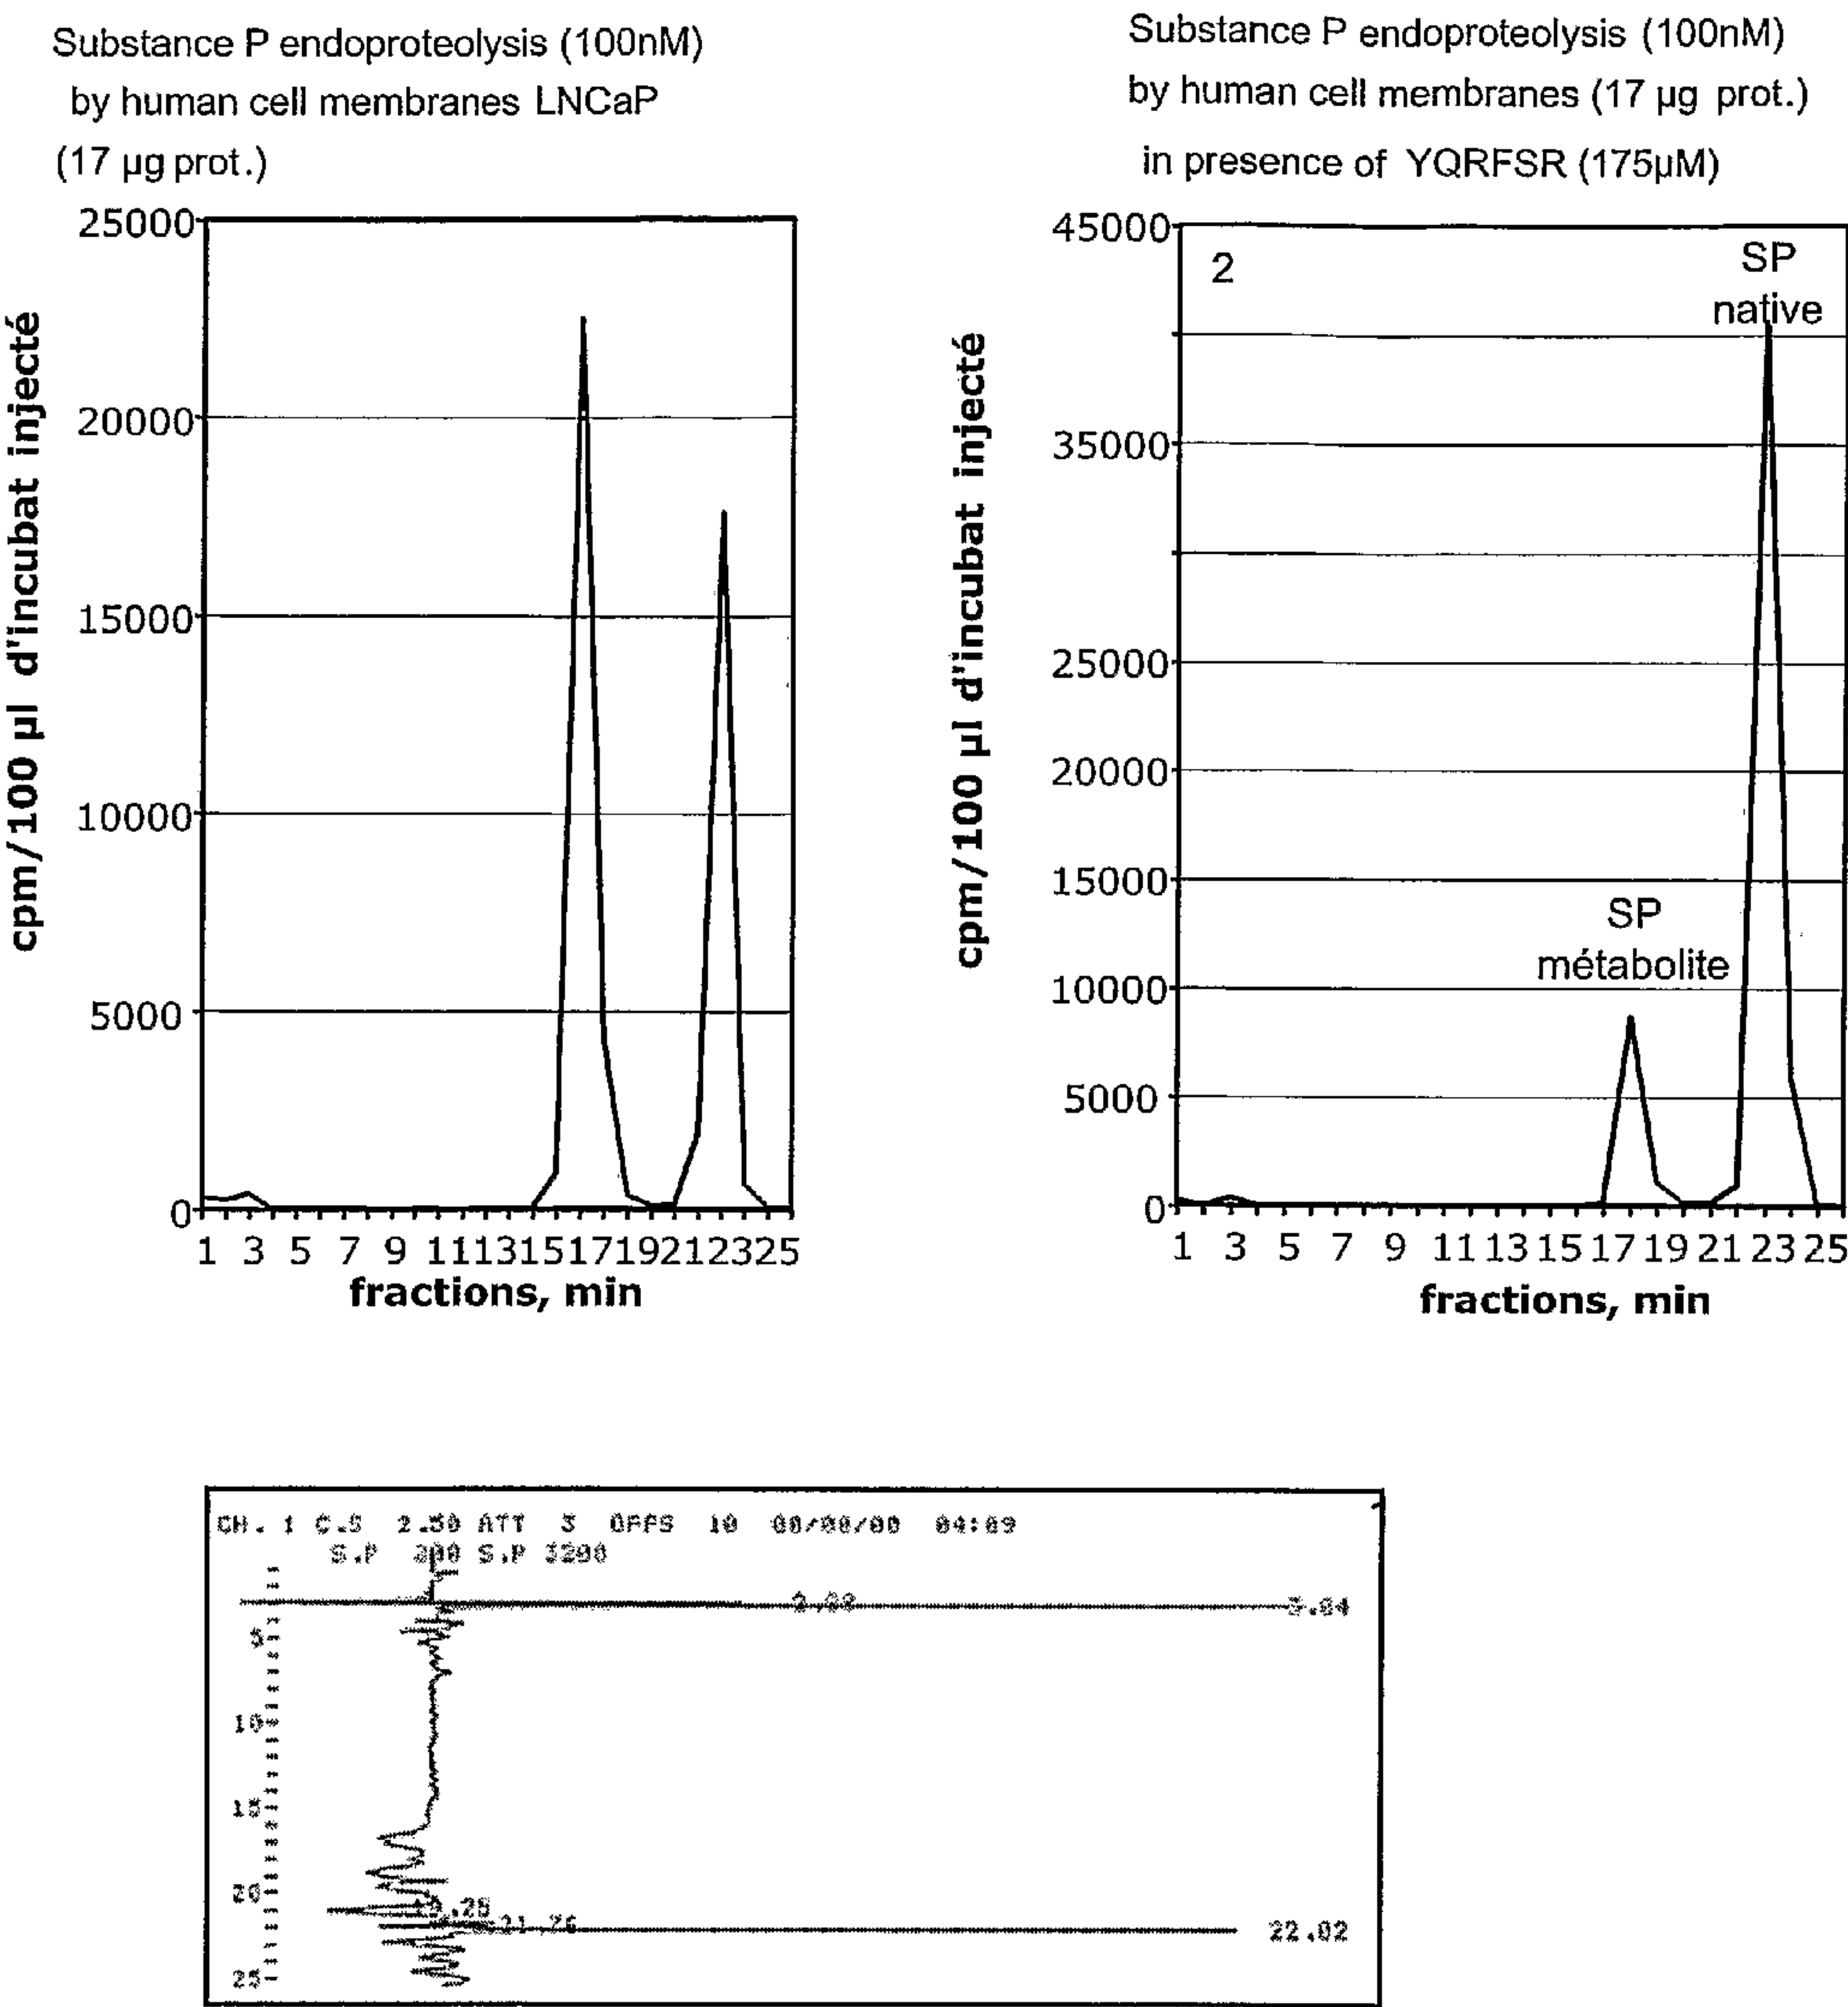 Substance P endoproteolysis (100nM)
by human cell membranes LNCaP
(17 µg prot.)
25000
20000
15000
10000
5000
0
cpm/100 µl d'incubat injecté
1 3 5 7 9 11 13 15 17 19 21 23 25
fractions, min
Substance P endoproteolysis (100nM)
by human cell membranes (17 µg prot.)
in presence of YQRFSR (175µM)
45000
35000
25000
20000
15000
10000
5000
0
cpm/100 µl d'incubat injecté
2
SP
native
SP
métabolite
1 3 5 7 9 11 13 15 17 19 21 23 25
fractions, min
CH. 1 C.S 2.50 ATT 3 OFFS 10 00/00/00 04:09
S.P S.P
5
10
15
20
21.76
22.02
25